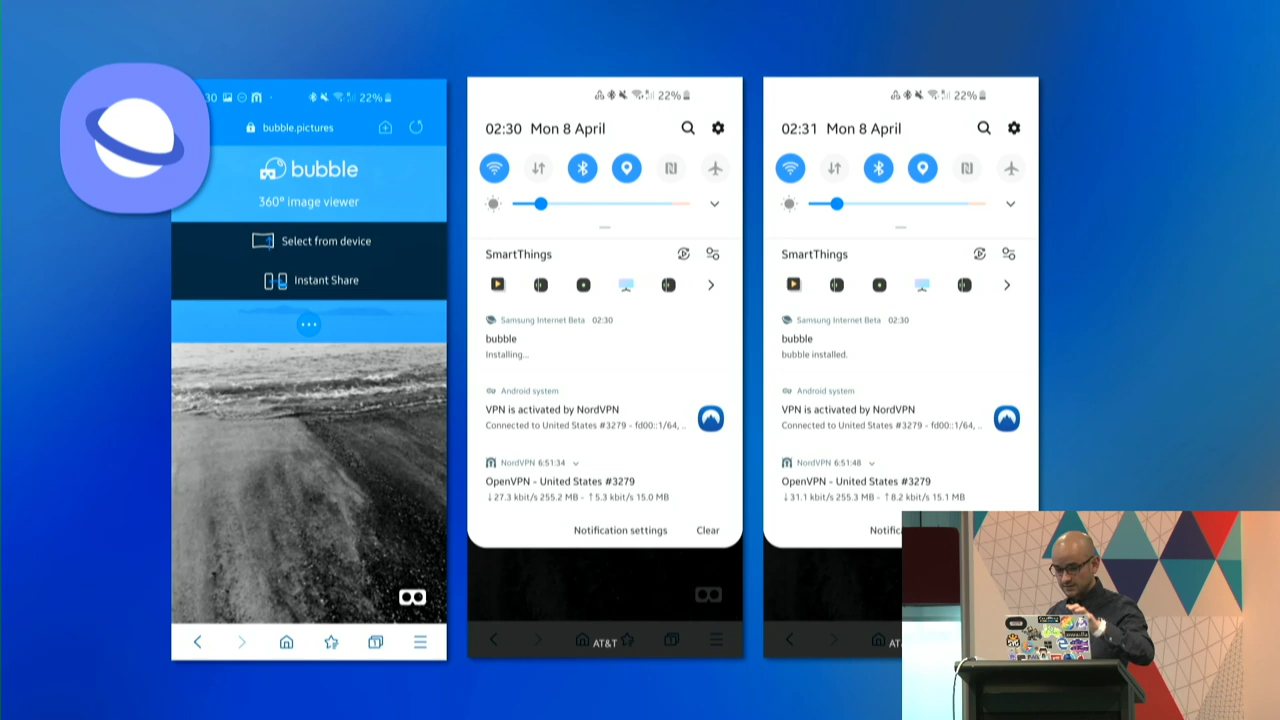 30 22%
bubble.pictures
bubble
360° image viewer
Select from device
Instant Share
22%
02:30 Mon 8 April
SmartThings
Samsung Internet Beta 02:30
bubble
Installing...
Android system
VPN is activated by NordVPN
Connected to United States #3279 - fd00::1/64, ..
NordVPN 6:51:34
OpenVPN - United States #3279
↓27.3 kbit/s 255.2 MB - ↑5.3 kbit/s 15.0 MB
Notification settings Clear
AT&T
22%
02:31 Mon 8 April
SmartThings
Samsung Internet Beta 02:30
bubble
bubble installed.
Android system
VPN is activated by NordVPN
Connected to United States #3279 - fd00::1/64, ..
NordVPN 6:51:48
OpenVPN - United States #3279
↓31.1 kbit/s 255.3 MB - ↑8.2 kbit/s 15.1 MB
Notific
AT